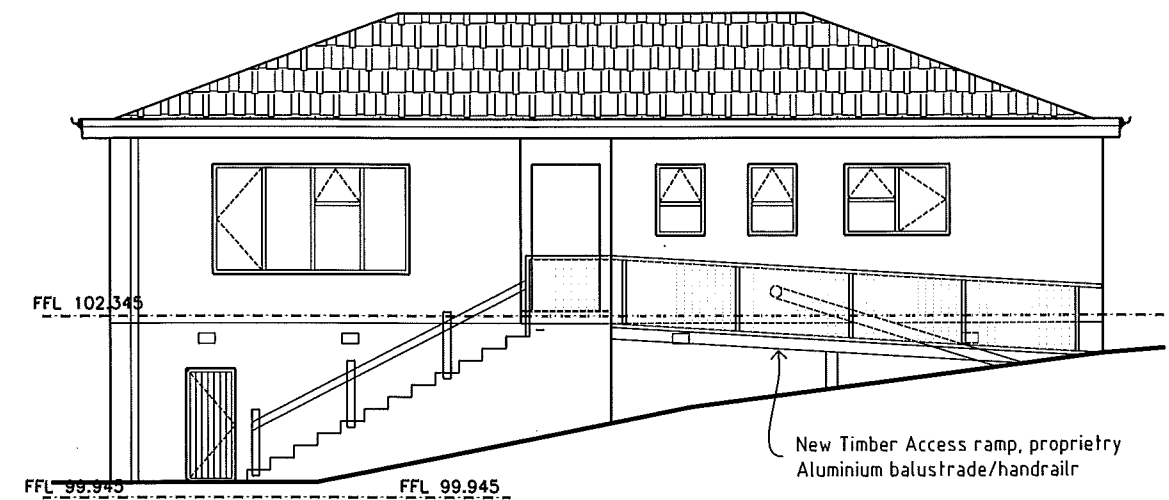 FFL 102.345
New Timber Access ramp, proprietry
Aluminium balustrade/handrailr
FFL 99.945
FFL 99.945